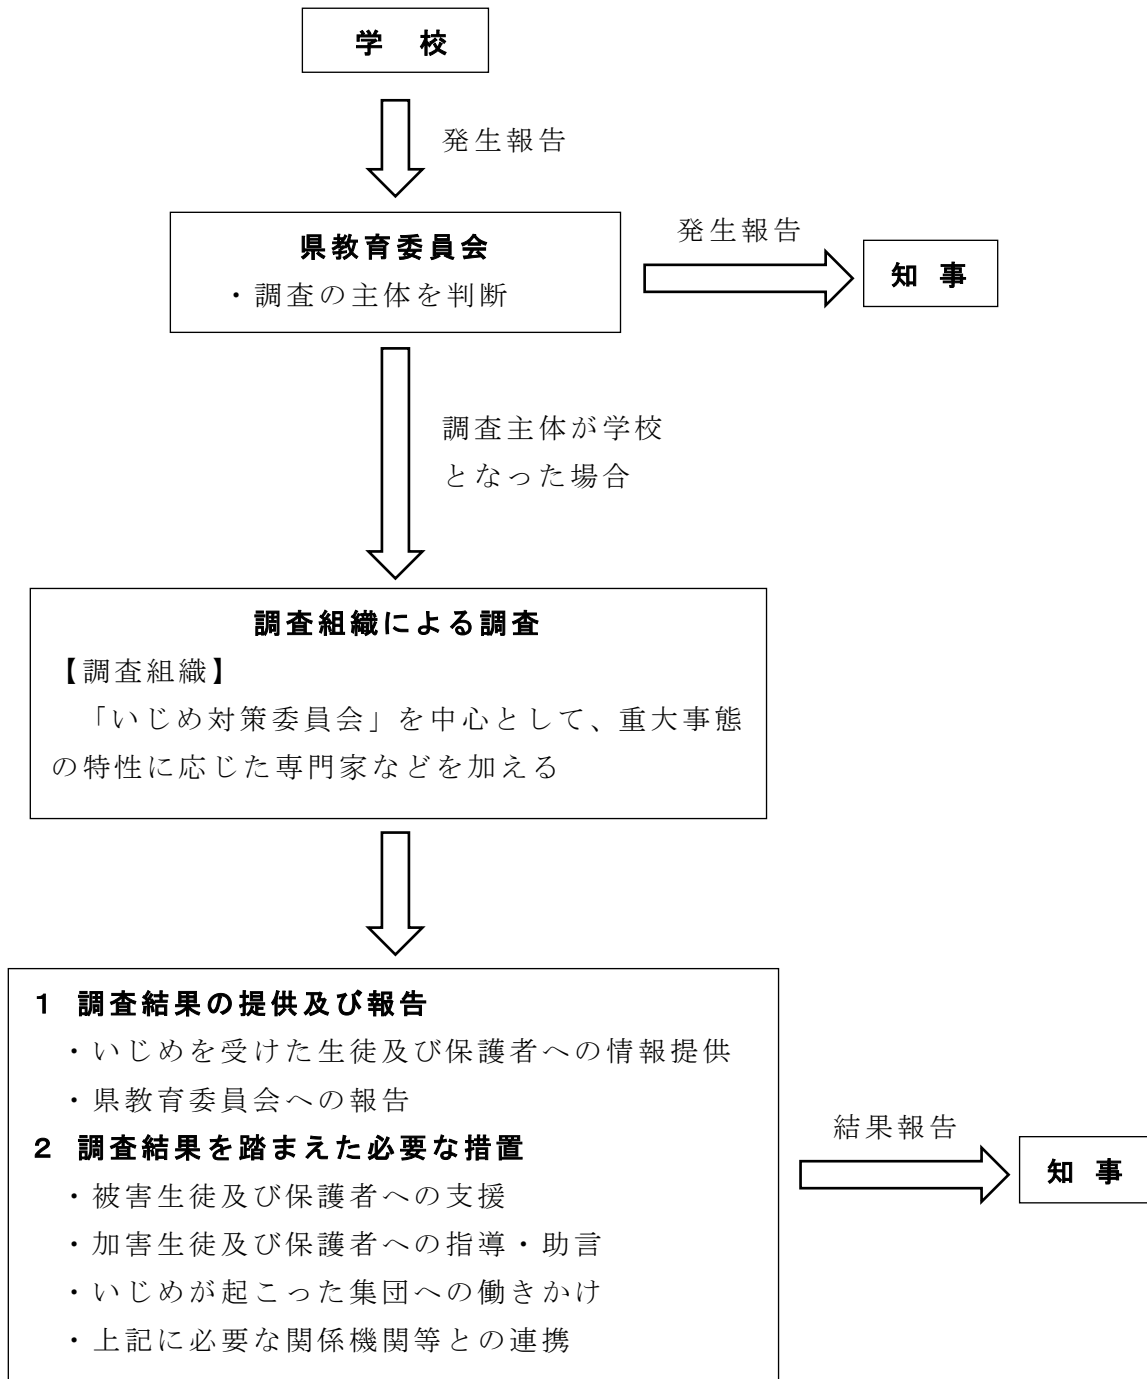 学 校
発生報告
県教育委員会
・調査の主体を判断
発生報告
知 事
調査主体が学校
となった場合
調査組織による調査
【調査組織】
「いじめ対策委員会」を中心として、重大事態
の特性に応じた専門家などを加える
1 調査結果の提供及び報告
・いじめを受けた生徒及び保護者への情報提供
・県教育委員会への報告
2 調査結果を踏まえた必要な措置
・被害生徒及び保護者への支援
・加害生徒及び保護者への指導・助言
・いじめが起こった集団への働きかけ
・上記に必要な関係機関等との連携
結果報告
知 事